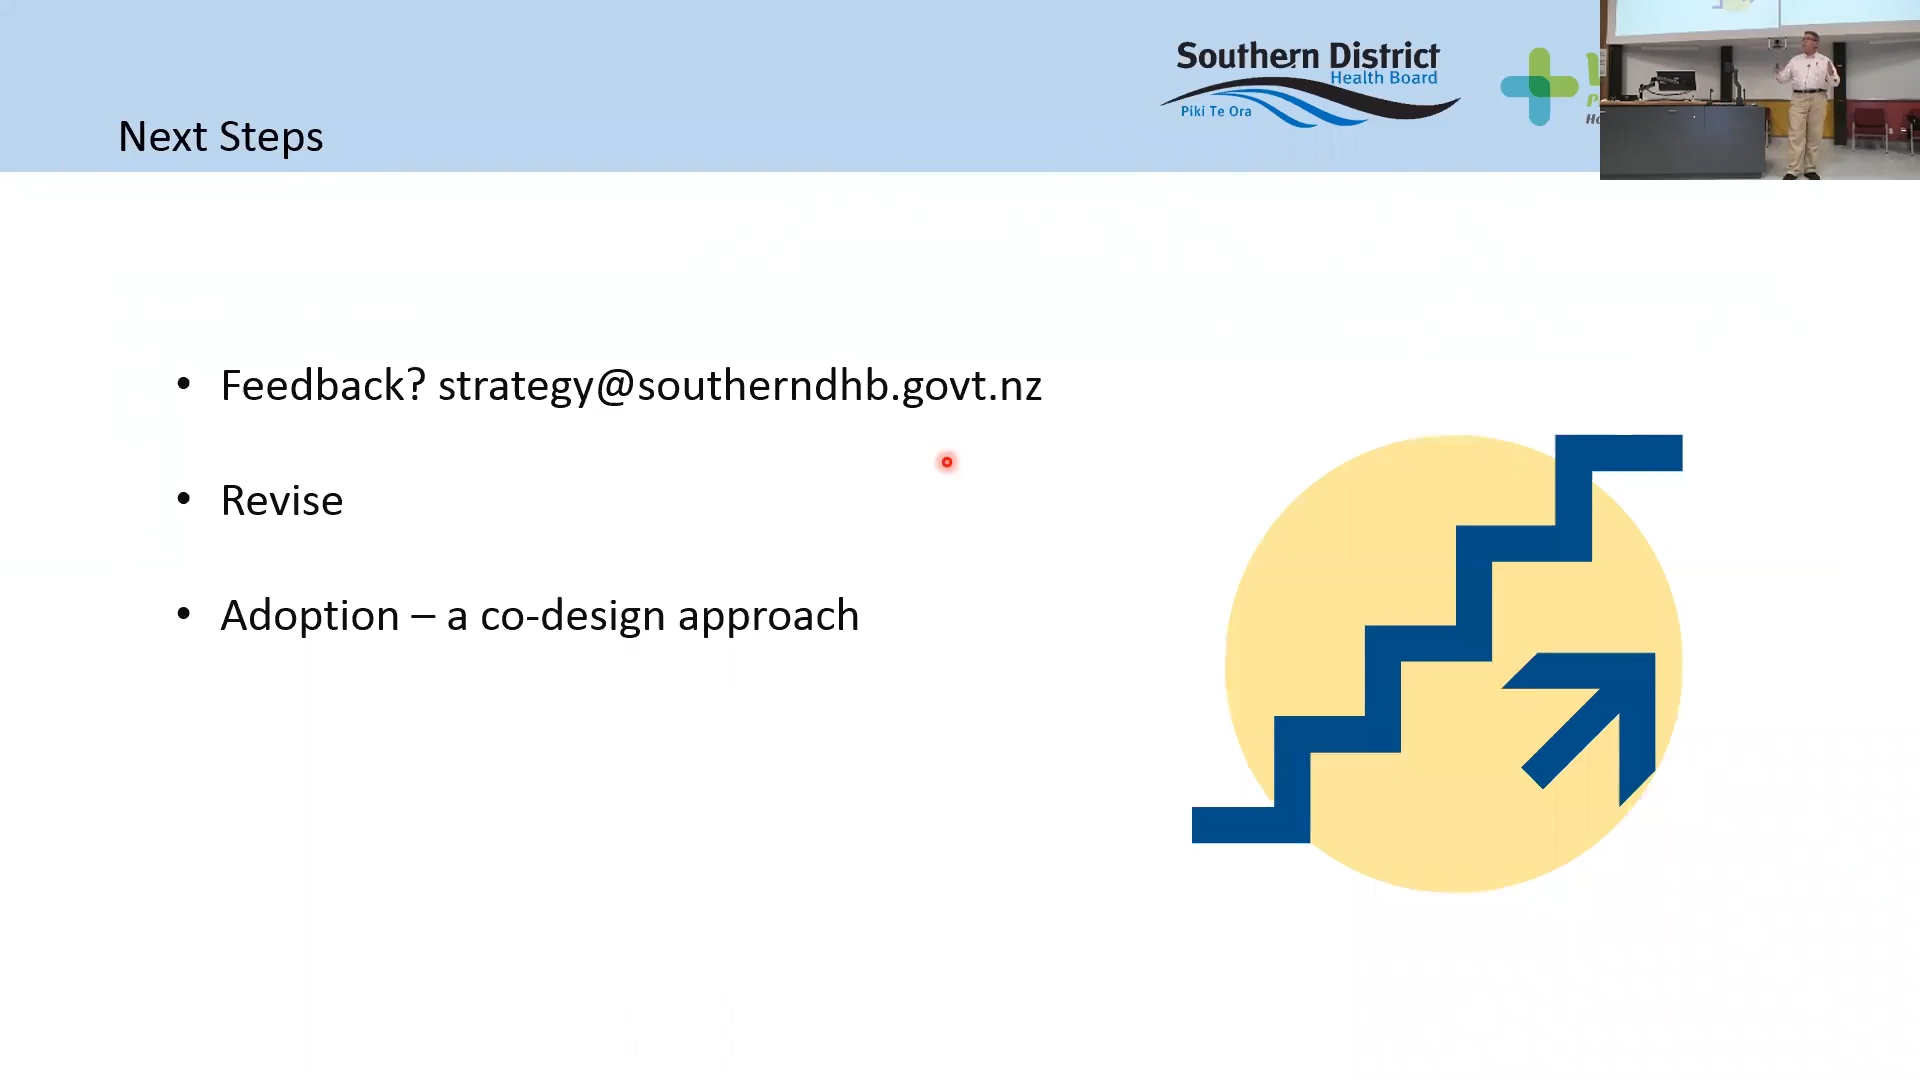 Southern District
Health Board
Piki Te Ora
Next Steps
• Feedback? strategy@southerndhb.govt.nz
• Revise
• Adoption – a co-design approach